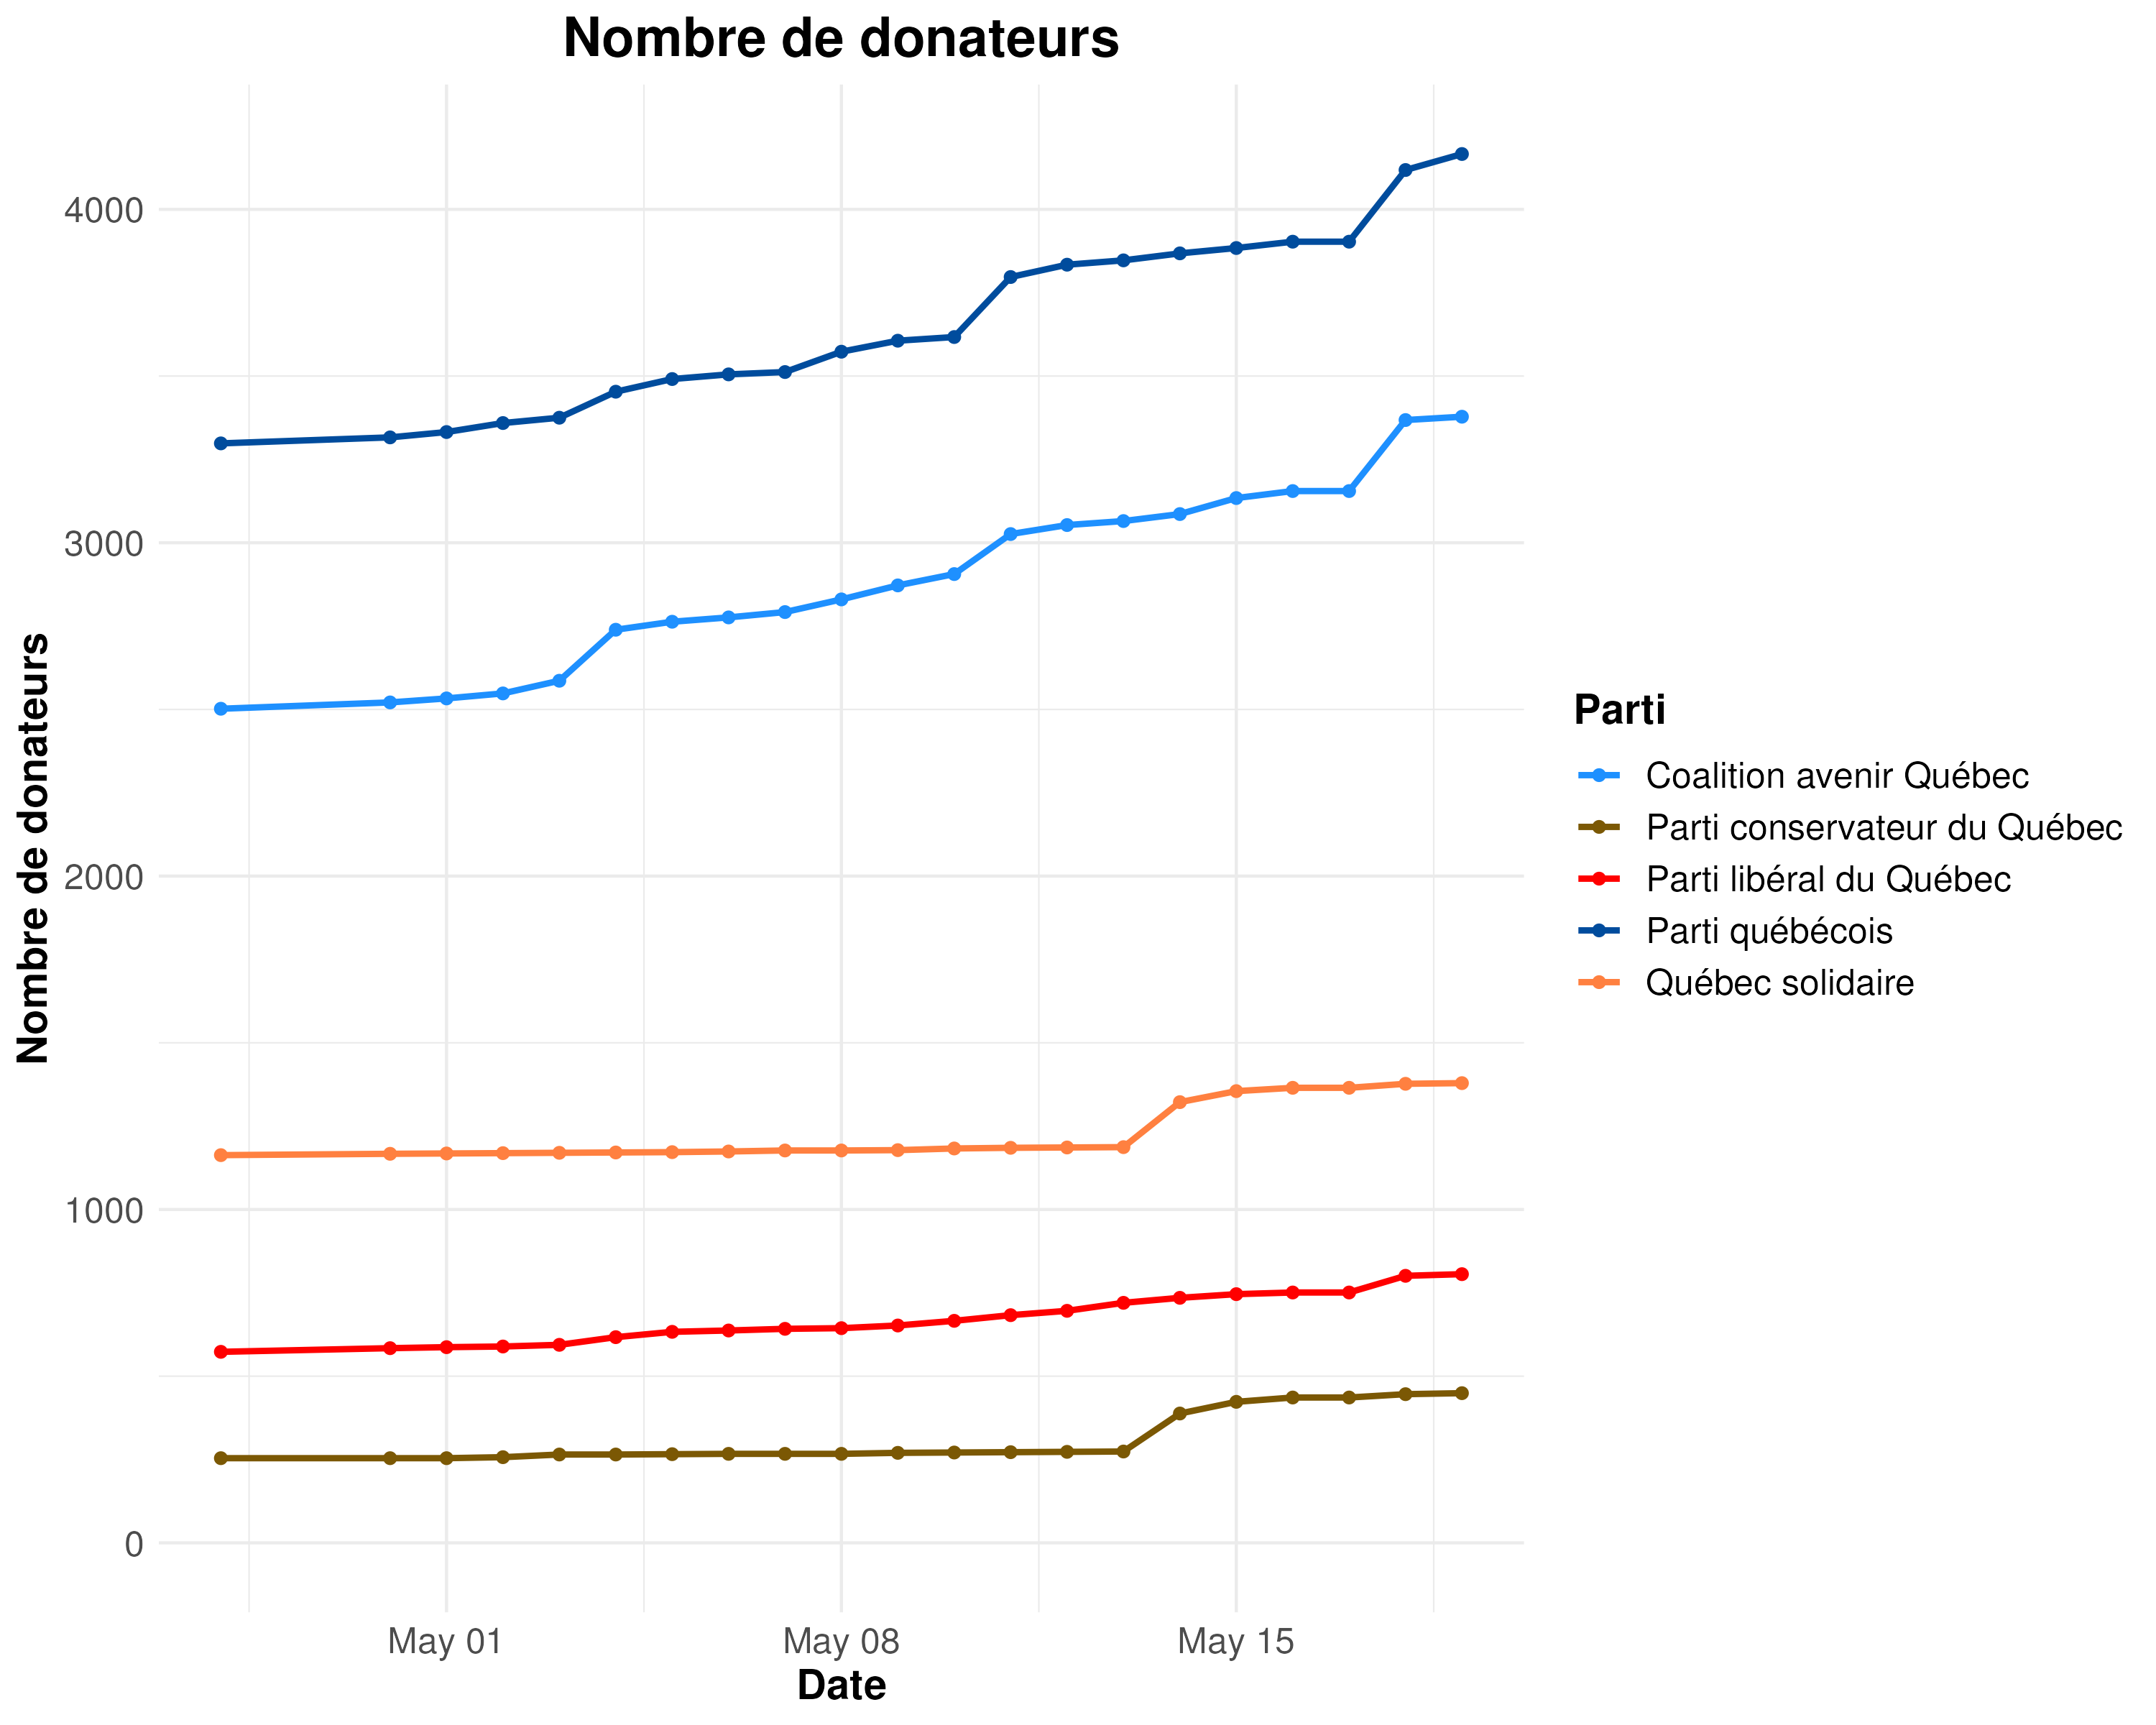 Nombre de donateurs
Nombre de donateurs
4000
3000
2000
1000
0
May 01
May 08
May 15
Date
Parti
Coalition avenir Québec
Parti conservateur du Québec
Parti libéral du Québec
Parti québécois
Québec solidaire